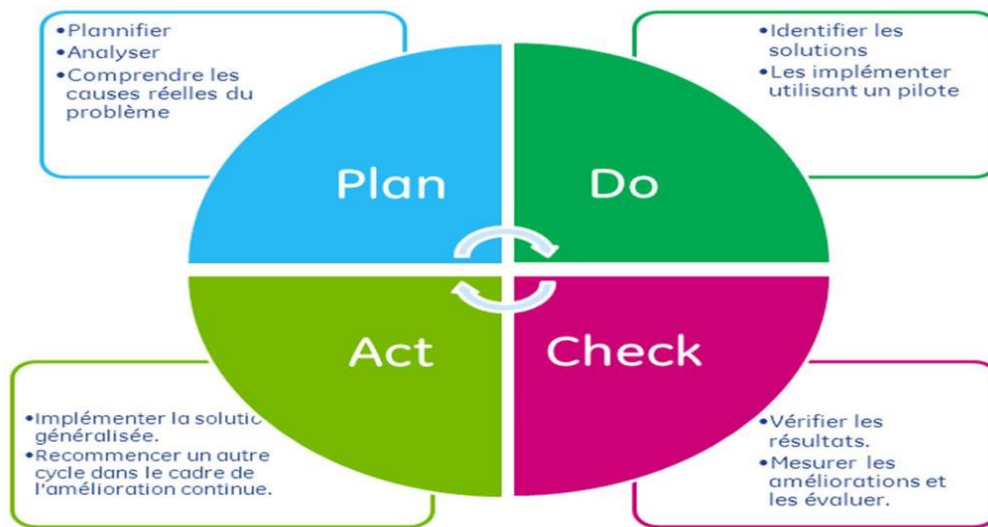 •Plannifier
•Analyser
•Comprendre les
causes réelles du
problème
•Identifier les
solutions
•Les implémenter
utilisant un pilote
Plan
Do
Act
Check
•Implémenter la solutio
généralisée.
•Recommencer un autre
cycle dans le cadre de
l'amélioration continue.
•Vérifier les
résultats.
•Mesurer les
améliorations et
les évaluer.